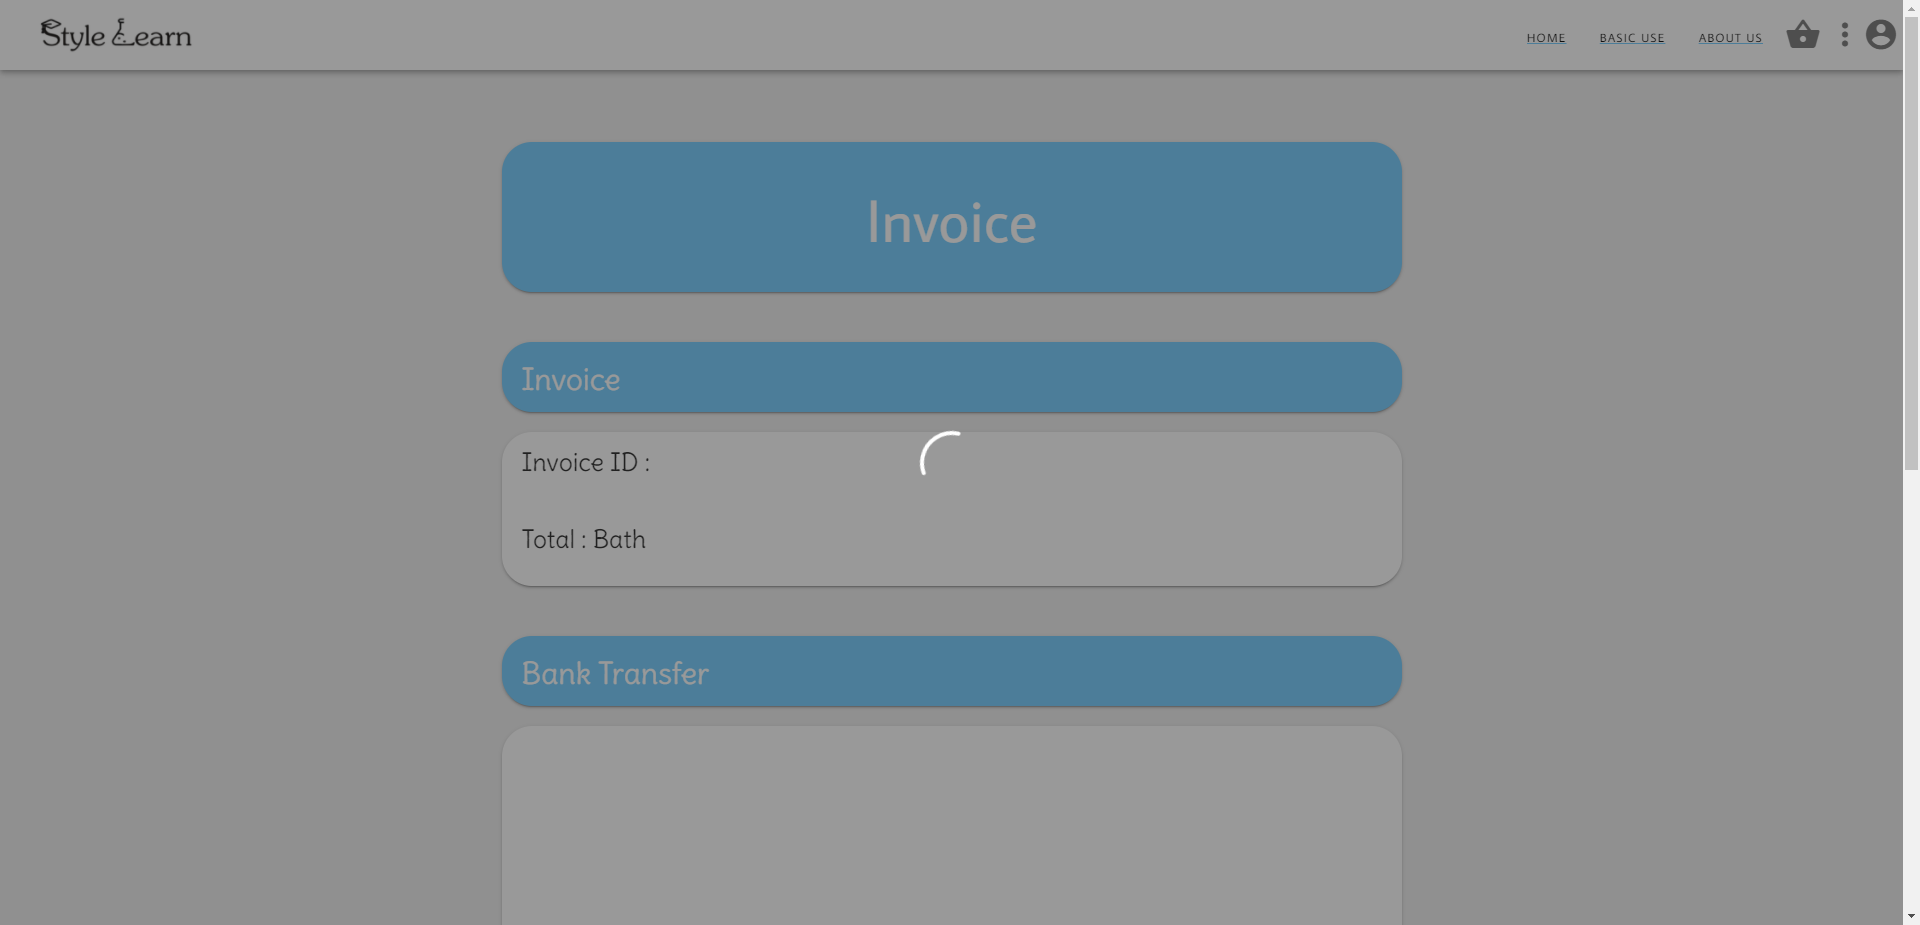 Style Learn
HOME BASIC USE ABOUT US
Invoice
Invoice
Invoice ID :
Total : Bath
Bank Transfer